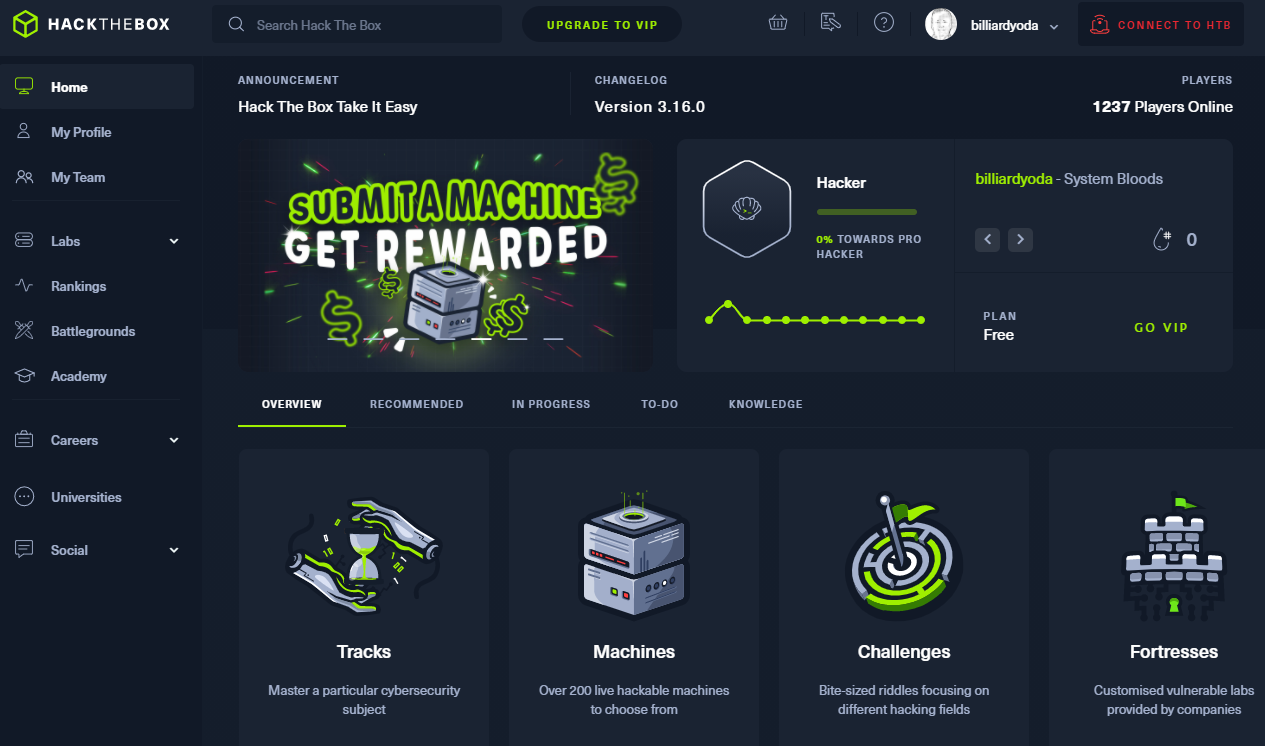 HACKTHEBOX
Search Hack The Box
UPGRADE TO VIP
billiardyoda
CONNECT TO HTB
Home
My Profile
My Team
Labs
Rankings
Battlegrounds
Academy
Careers
Universities
Social
ANNOUNCEMENT
Hack The Box Take It Easy
CHANGELOG
Version 3.16.0
PLAYERS
1237 Players Online
SUBMIT A MACHINE
GET REWARDED
Hacker
0% TOWARDS PRO
HACKER
billiardyoda - System Bloods
0
PLAN
Free
GO VIP
OVERVIEW
RECOMMENDED
IN PROGRESS
TO-DO
KNOWLEDGE
Tracks
Master a particular cybersecurity
subject
Machines
Over 200 live hackable machines
to choose from
Challenges
Bite-sized riddles focusing on
different hacking fields
Fortresses
Customised vulnerable labs
provided by companies